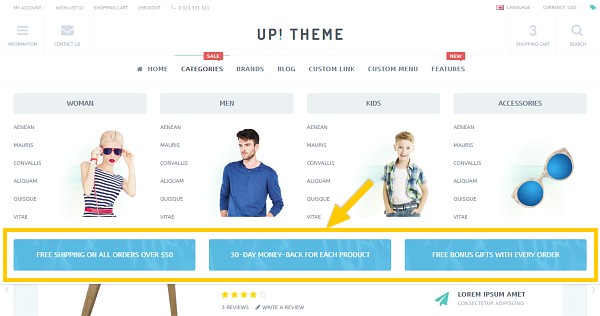 MY ACCOUNT WISH LIST (0) SHOPPING CART CHECKOUT 0 521 321 321 LANGUAGE CURRENCY: USD
INFORMATION CONTACT US UP! THEME 3 SHOPPING CART SEARCH
SALE NEW
HOME CATEGORIES BRANDS BLOG CUSTOM LINK CUSTOM MENU FEATURES
WOMAN MEN KIDS ACCESSORIES
AENEAN AENEAN AENEAN AENEAN
MAURIS MAURIS MAURIS MAURIS
CONVALLIS CONVALLIS CONVALLIS CONVALLIS
ALIQUAM ALIQUAM ALIQUAM ALIQUAM
QUISQUE QUISQUE QUISQUE QUISQUE
VITAE VITAE VITAE VITAE
FREE SHIPPING ON ALL ORDERS OVER $50 30-DAY MONEY-BACK FOR EACH PRODUCT FREE BONUS GIFTS WITH EVERY ORDER
LOREM IPSUM AMET
3 REVIEWS WRITE A REVIEW CONSECTETUR ADIPISCING